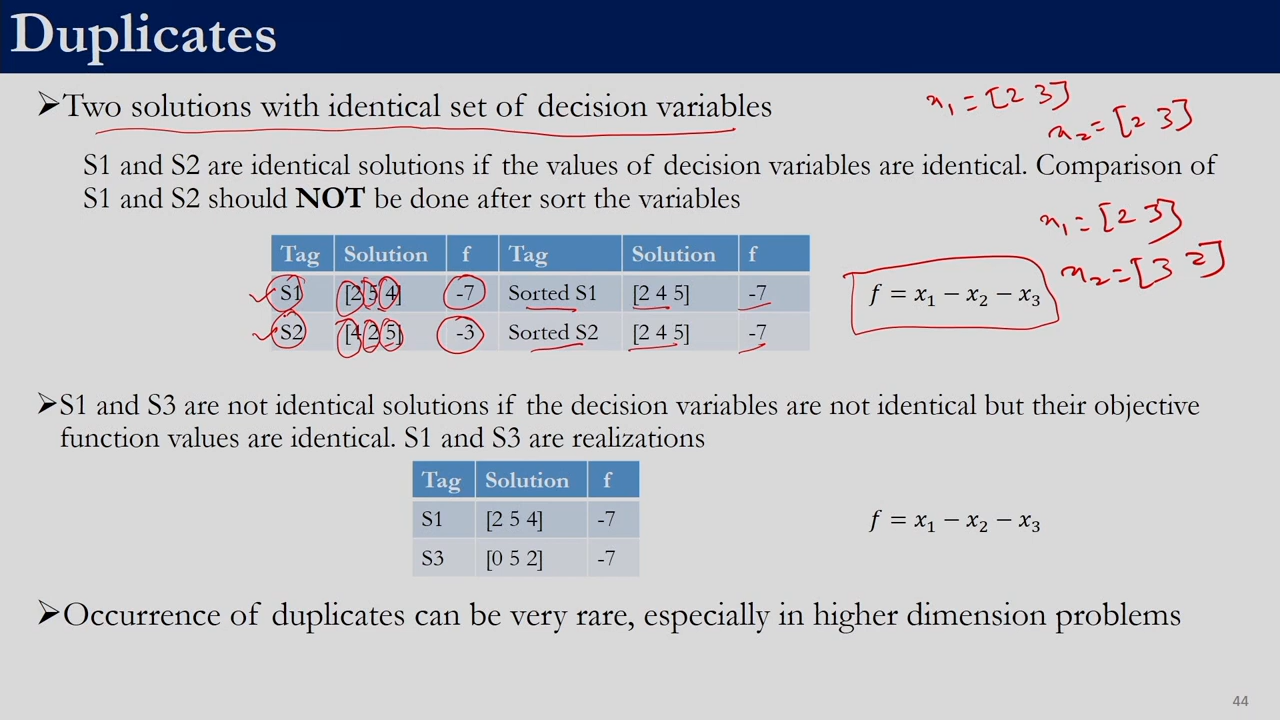 Duplicates
➢Two solutions with identical set of decision variables
x₁ = [2 3]
x₂ = [2 3]
S1 and S2 are identical solutions if the values of decision variables are identical. Comparison of
S1 and S2 should NOT be done after sort the variables
x₁ = [2 3]
x₂ = [3 2]
Tag Solution f Tag Solution f
S1 [2 5 4] -7 Sorted S1 [2 4 5] -7
S2 [4 2 5] -3 Sorted S2 [2 4 5] -7
f = x₁ − x₂ − x₃
➢S1 and S3 are not identical solutions if the decision variables are not identical but their objective
function values are identical. S1 and S3 are realizations
Tag Solution f
S1 [2 5 4] -7
S3 [0 5 2] -7
f = x₁ − x₂ − x₃
➢Occurrence of duplicates can be very rare, especially in higher dimension problems
44